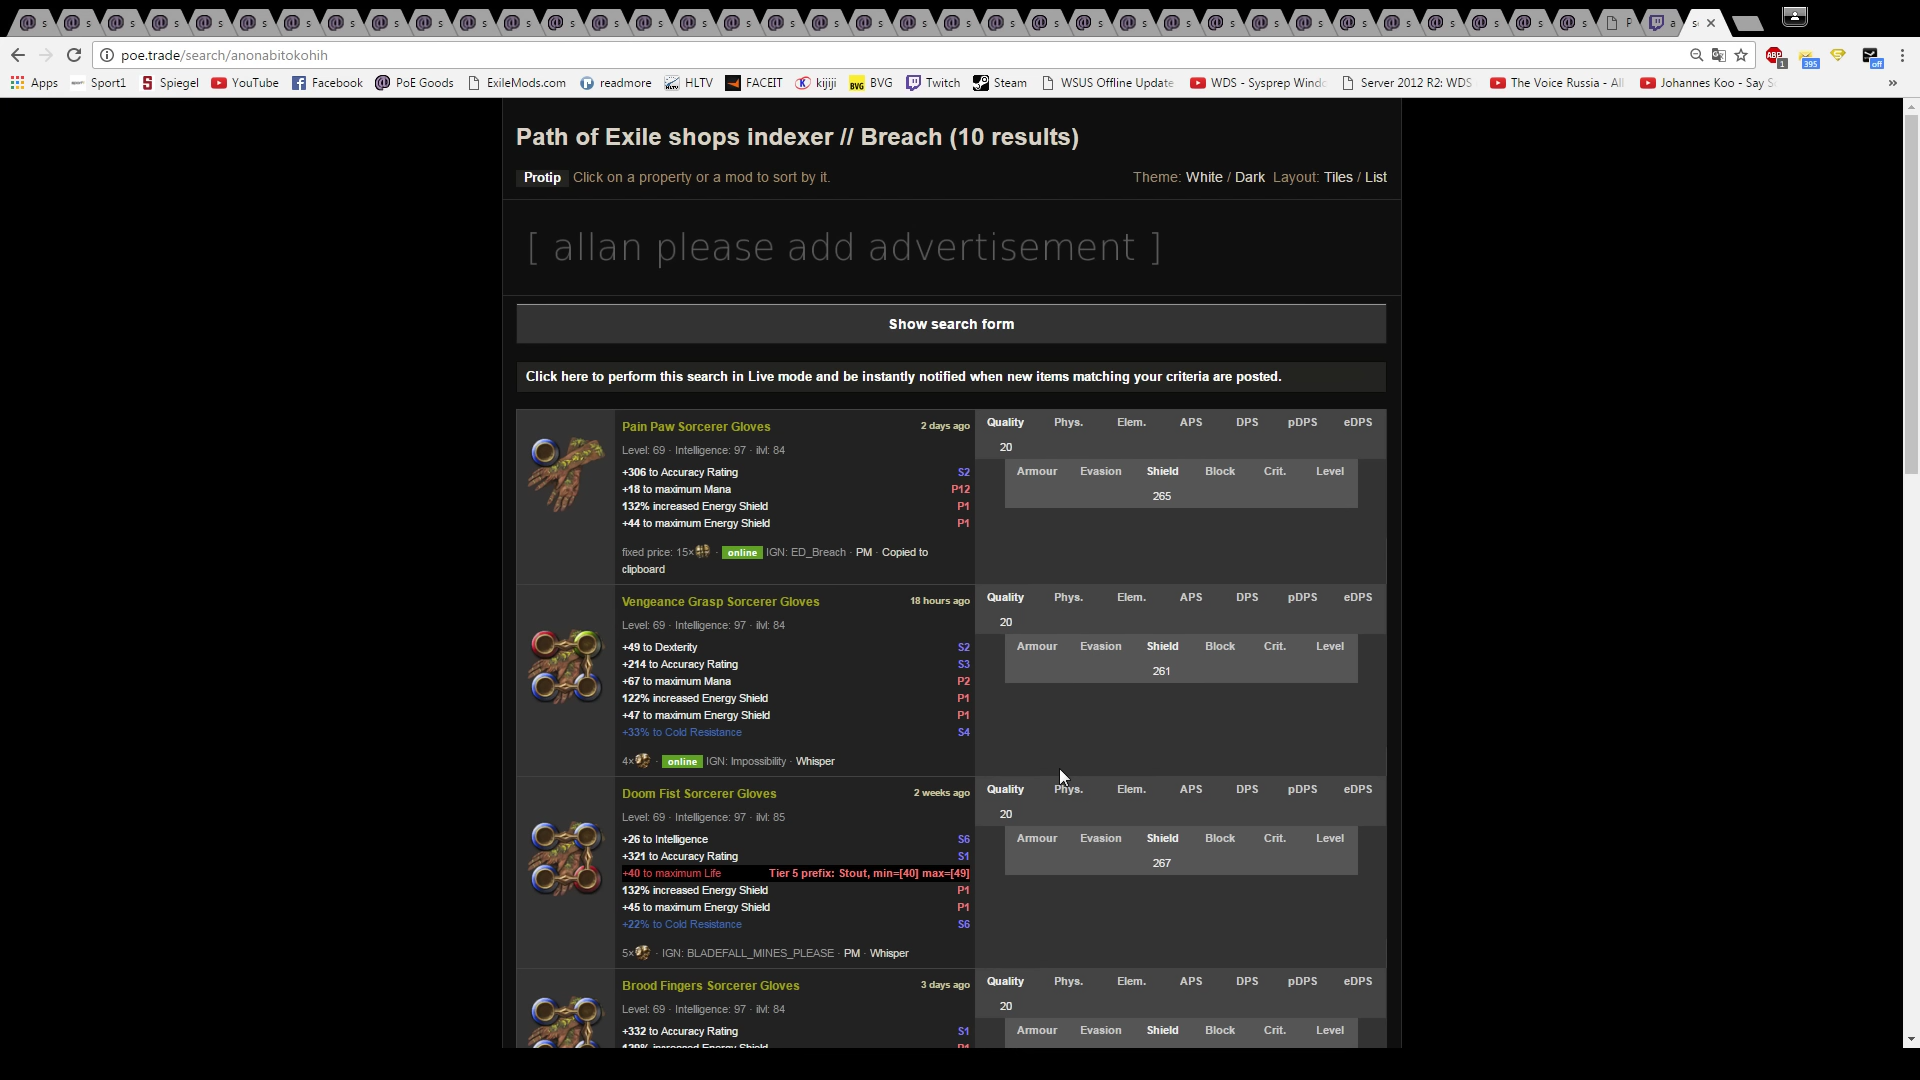 poe.trade/search/anonabitokohih
395
1
off
Apps Sport1 Spiegel YouTube Facebook PoE Goods ExileMods.com readmore HLTV FACEIT kijiji BVG Twitch Steam WSUS Offline Update WDS - Sysprep Windo Server 2012 R2: WDS The Voice Russia - Al Johannes Koo - Say S
Path of Exile shops indexer // Breach (10 results)
Protip Click on a property or a mod to sort by it.
Theme: White / Dark Layout: Tiles / List
[ allan please add advertisement ]
Show search form
Click here to perform this search in Live mode and be instantly notified when new items matching your criteria are posted.
Pain Paw Sorcerer Gloves 2 days ago
Level: 69 · Intelligence: 97 · ilvl: 84
+306 to Accuracy Rating S2
+18 to maximum Mana P12
132% increased Energy Shield P1
+44 to maximum Energy Shield P1
fixed price: 15× · online IGN: ED_Breach · PM · Copied to
clipboard
Quality Phys. Elem. APS DPS pDPS eDPS
20
Armour Evasion Shield Block Crit. Level
265
Vengeance Grasp Sorcerer Gloves 18 hours ago
Level: 69 · Intelligence: 97 · ilvl: 84
+49 to Dexterity S2
+214 to Accuracy Rating S3
+67 to maximum Mana P2
122% increased Energy Shield P1
+47 to maximum Energy Shield P1
+33% to Cold Resistance S4
4× · online IGN: Impossibility · Whisper
Quality Phys. Elem. APS DPS pDPS eDPS
20
Armour Evasion Shield Block Crit. Level
261
Doom Fist Sorcerer Gloves 2 weeks ago
Level: 69 · Intelligence: 97 · ilvl: 85
+26 to Intelligence S6
+321 to Accuracy Rating S1
+40 to maximum Life Tier 5 prefix: Stout, min=[40] max=[49]
132% increased Energy Shield P1
+45 to maximum Energy Shield P1
+22% to Cold Resistance S6
5× · IGN: BLADEFALL_MINES_PLEASE · PM · Whisper
Quality Phys. Elem. APS DPS pDPS eDPS
20
Armour Evasion Shield Block Crit. Level
267
Brood Fingers Sorcerer Gloves 3 days ago
Level: 69 · Intelligence: 97 · ilvl: 84
+332 to Accuracy Rating S1
Quality Phys. Elem. APS DPS pDPS eDPS
20
Armour Evasion Shield Block Crit. Level